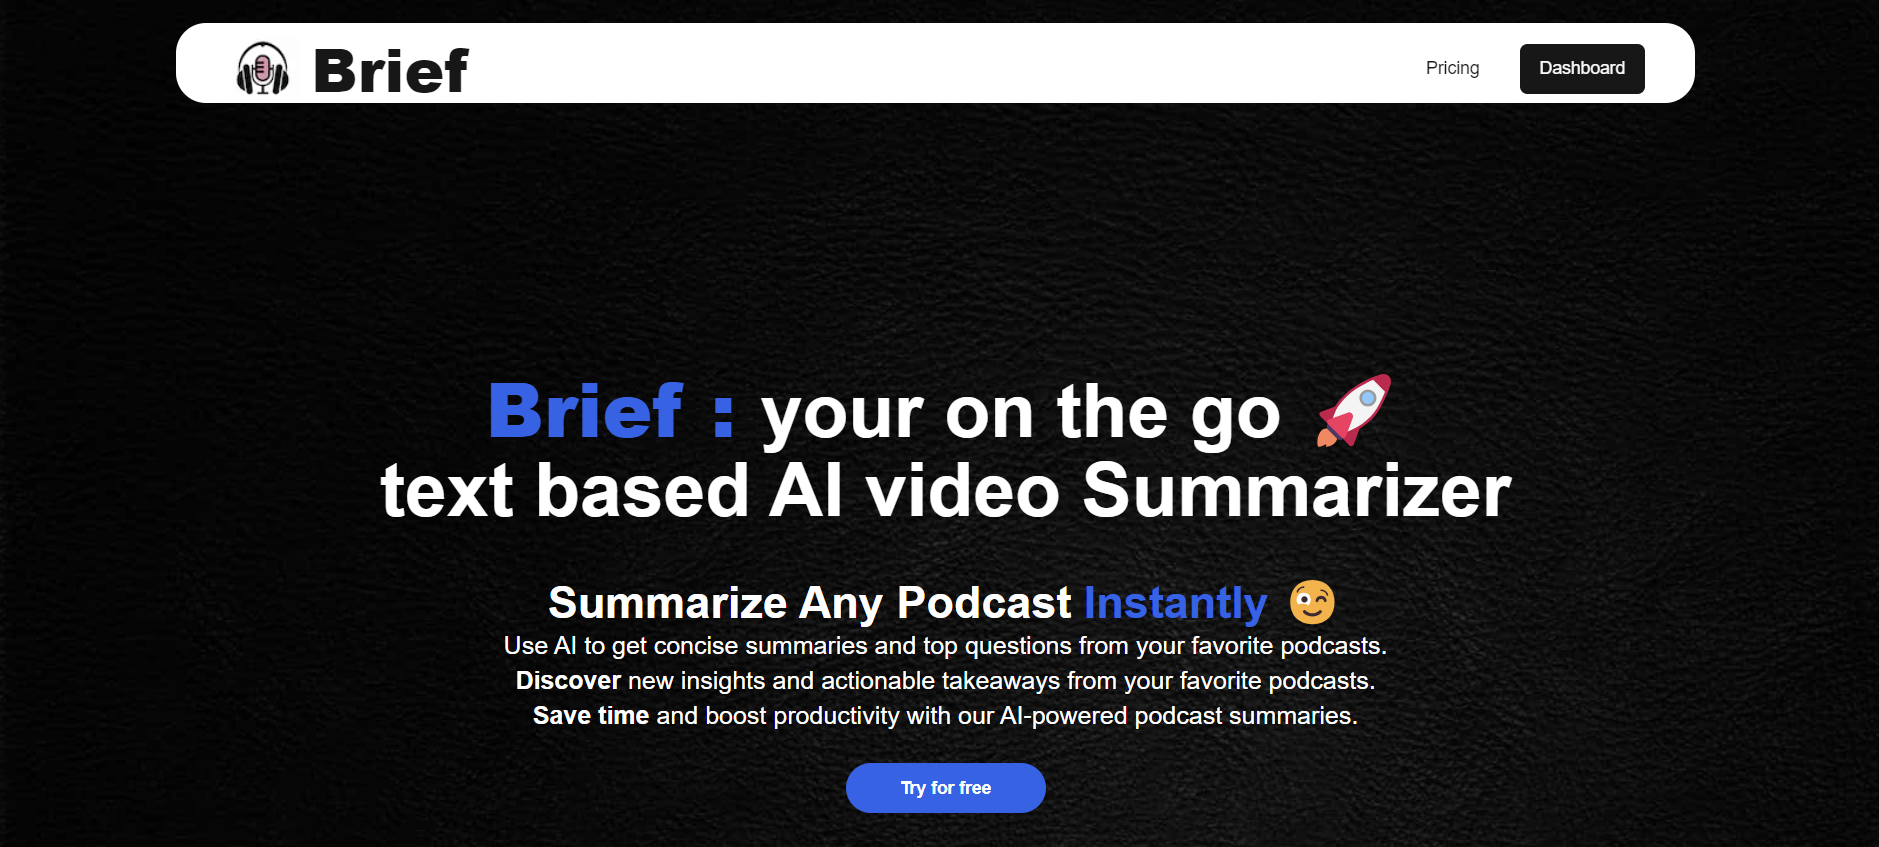 Brief
Pricing
Dashboard
Brief : your on the go 🚀
text based AI video Summarizer
Summarize Any Podcast Instantly 😉
Use AI to get concise summaries and top questions from your favorite podcasts.
Discover new insights and actionable takeaways from your favorite podcasts.
Save time and boost productivity with our AI-powered podcast summaries.
Try for free